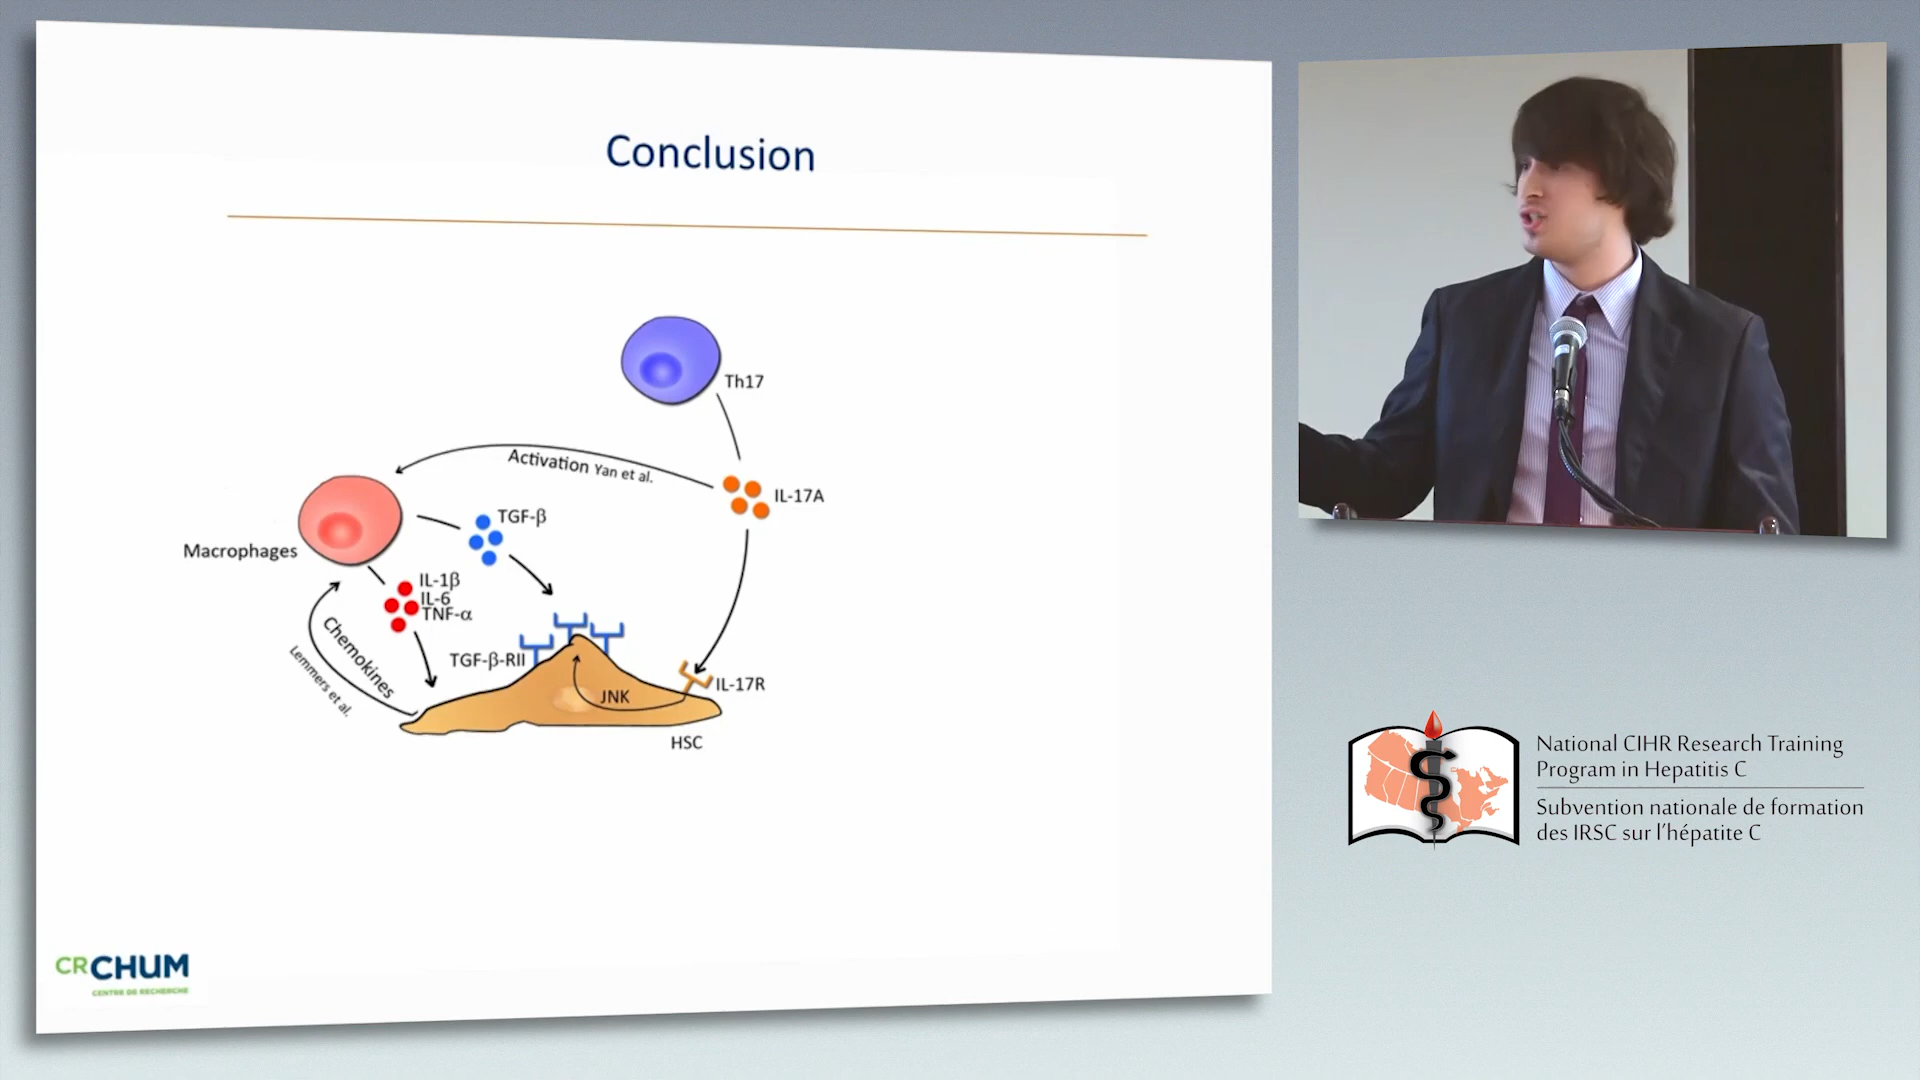 Conclusion
Th17
Activation Yan et al.
IL-17A
TGF-β
Macrophages
IL-1β
IL-6
TNF-α
Chemokines
Lemmers et al.
TGF-β-RII
IL-17R
JNK
HSC
CRCHUM
CENTRE DE RECHERCHE
National CIHR Research Training
Program in Hepatitis C
Subvention nationale de formation
des IRSC sur l'hépatite C